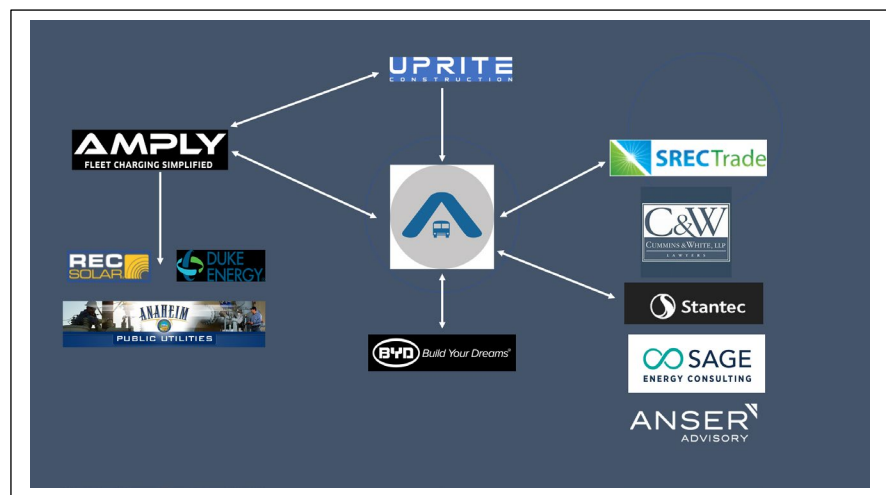 UPRITE
CONSTRUCTION
AMPLY
FLEET CHARGING SIMPLIFIED
SRECTrade
C&W
CUMMINS & WHITE, LLP
LAWYERS
REC
SOLAR
DUKE
ENERGY®
Stantec
ANAHEIM
PUBLIC UTILITIES
BYD Build Your Dreams®
SAGE
ENERGY CONSULTING
ANSER
ADVISORY